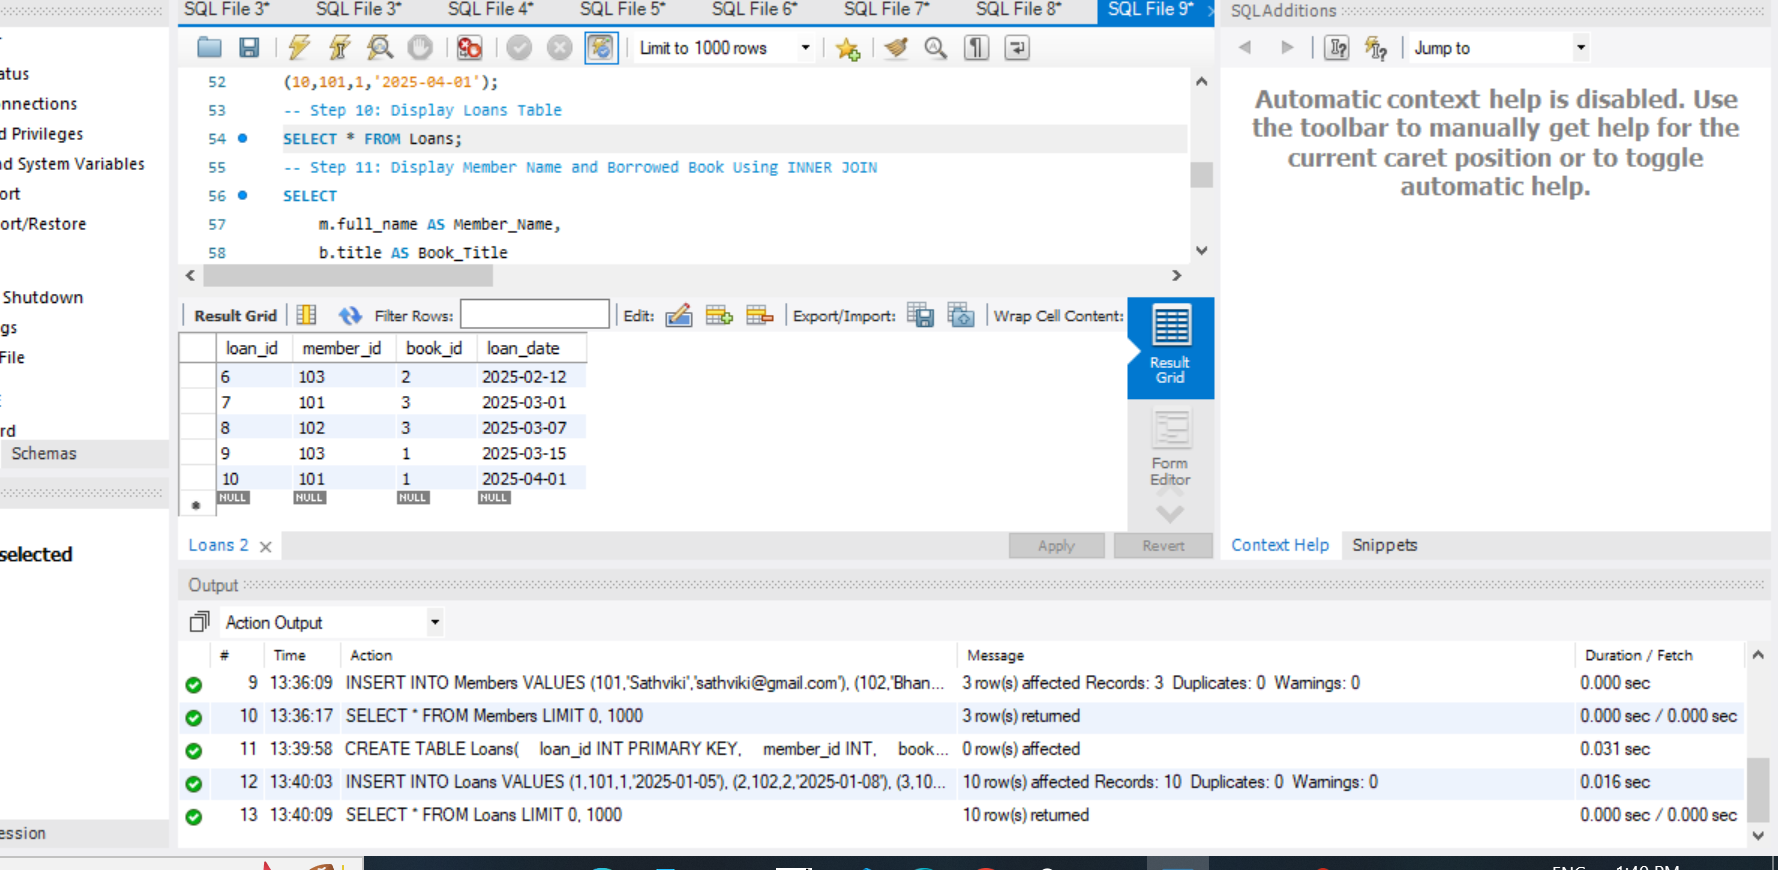 SQL File 3* SQL File 3* SQL File 4* SQL File 5* SQL File 6* SQL File 7* SQL File 8* SQL File 9*
SQLAdditions
Limit to 1000 rows
Jump to
atus
onnections
d Privileges
nd System Variables
ort
ort/Restore
Shutdown
gs
File
rd
Schemas
selected
ession
52 (10,101,1,'2025-04-01');
53 -- Step 10: Display Loans Table
54 SELECT * FROM Loans;
55 -- Step 11: Display Member Name and Borrowed Book Using INNER JOIN
56 SELECT
57 m.full_name AS Member_Name,
58 b.title AS Book_Title
Automatic context help is disabled. Use
the toolbar to manually get help for the
current caret position or to toggle
automatic help.
Result Grid Filter Rows: Edit: Export/Import: Wrap Cell Content:
loan_id member_id book_id loan_date
6 103 2 2025-02-12
7 101 3 2025-03-01
8 102 3 2025-03-07
9 103 1 2025-03-15
10 101 1 2025-04-01
NULL NULL NULL NULL
Result
Grid
Form
Editor
Loans 2 Apply Revert
Context Help Snippets
Output
Action Output
# Time Action Message Duration / Fetch
9 13:36:09 INSERT INTO Members VALUES (101,'Sathviki','sathviki@gmail.com'), (102,'Bhan... 3 row(s) affected Records: 3 Duplicates: 0 Warnings: 0 0.000 sec
10 13:36:17 SELECT * FROM Members LIMIT 0, 1000 3 row(s) returned 0.000 sec / 0.000 sec
11 13:39:58 CREATE TABLE Loans( loan_id INT PRIMARY KEY, member_id INT, book... 0 row(s) affected 0.031 sec
12 13:40:03 INSERT INTO Loans VALUES (1,101,1,'2025-01-05'), (2,102,2,'2025-01-08'), (3,10... 10 row(s) affected Records: 10 Duplicates: 0 Warnings: 0 0.016 sec
13 13:40:09 SELECT * FROM Loans LIMIT 0, 1000 10 row(s) returned 0.000 sec / 0.000 sec